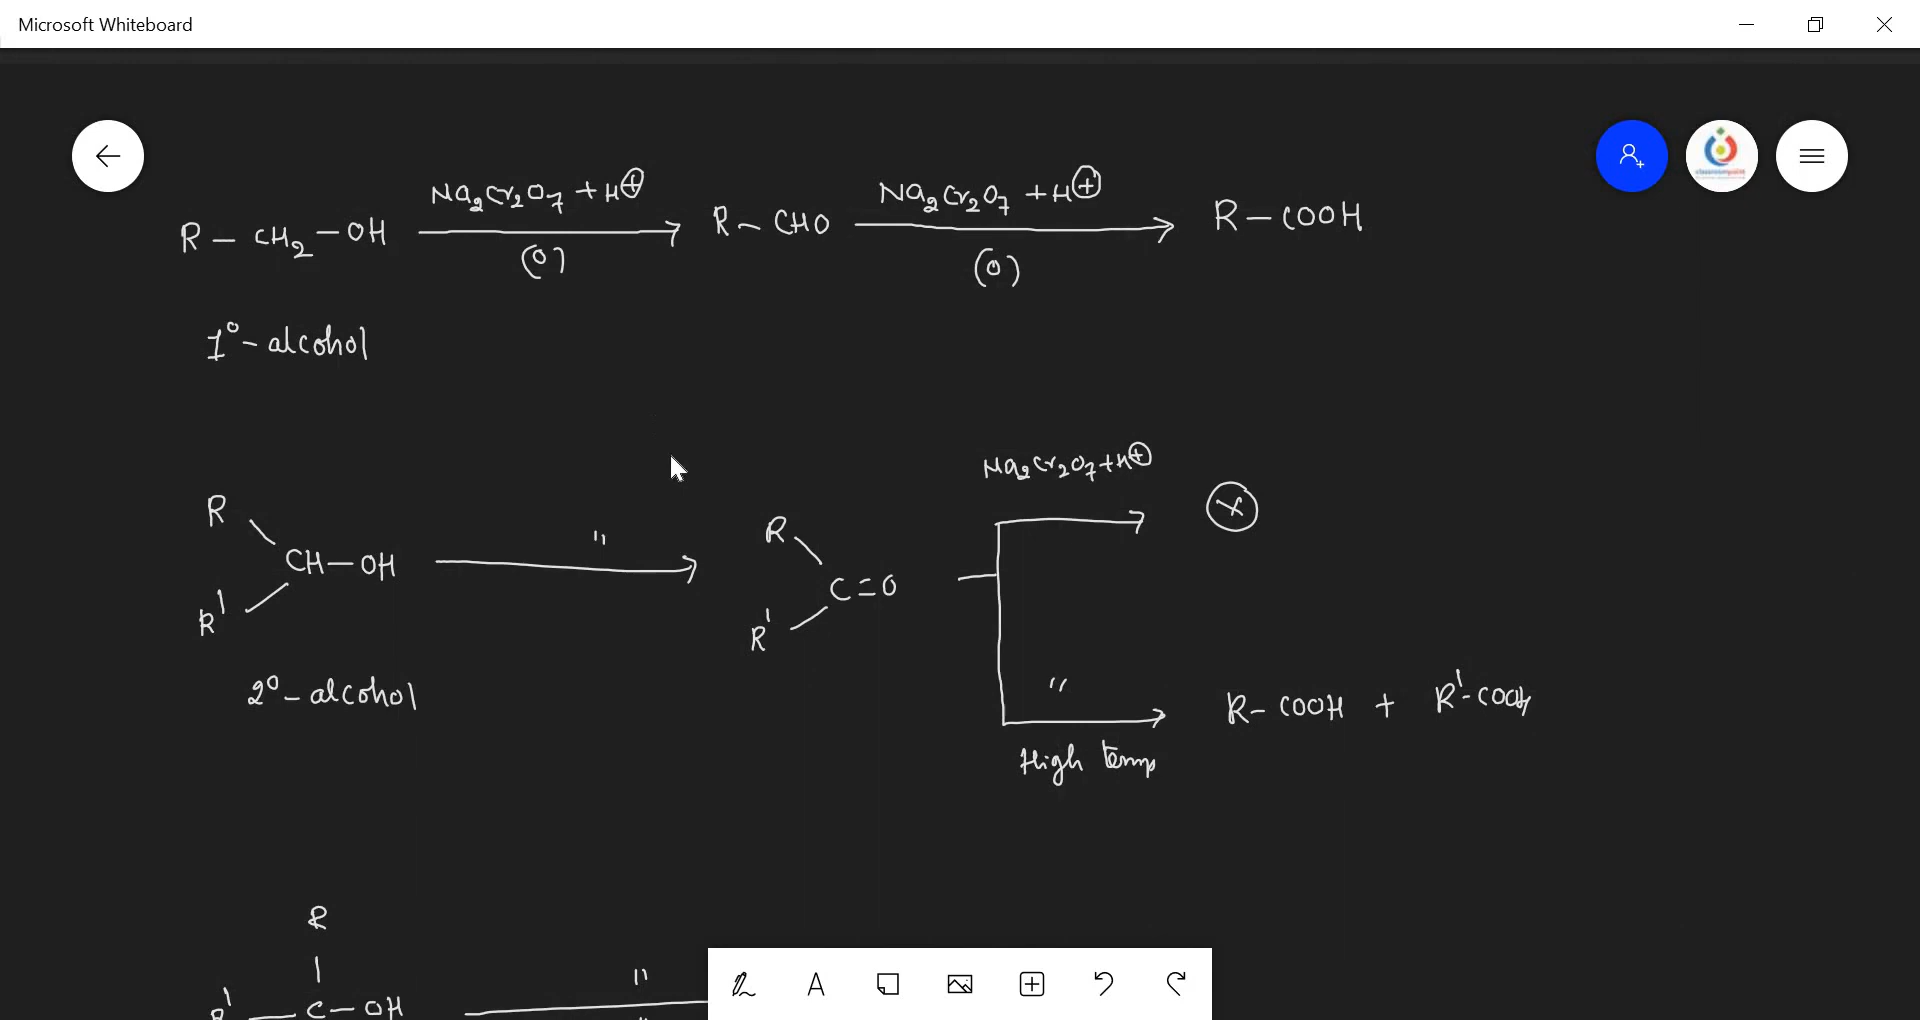 Microsoft Whiteboard
Na₂Cr₂O₇ + H⊕ Na₂Cr₂O₇ + H⊕
R – CH₂ – OH → R – CHO → R – COOH
(O) (O)
1° – alcohol
Na₂Cr₂O₇ + H⊕
R " R ⊗
CH – OH → C = O
R' R'
2° – alcohol " R – COOH + R' – COOH
High temp
R
| "
R' – C – OH
"